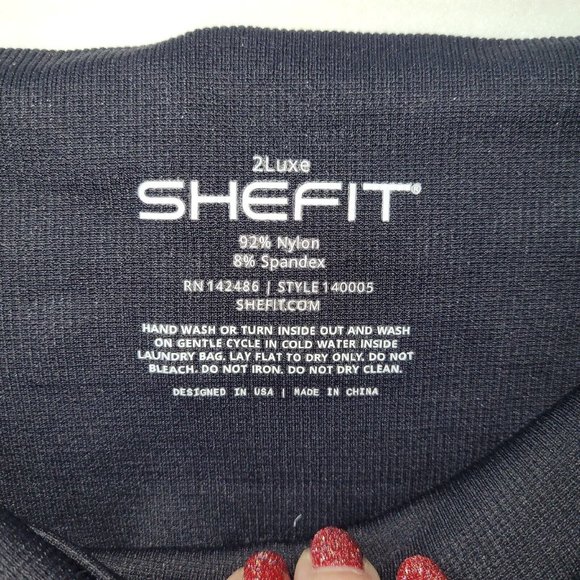 2Luxe
SHEFIT®
92% Nylon
8% Spandex
RN 142486 | STYLE 140005
SHEFIT.COM
HAND WASH OR TURN INSIDE OUT AND WASH
ON GENTLE CYCLE IN COLD WATER INSIDE
LAUNDRY BAG. LAY FLAT TO DRY ONLY. DO NOT
BLEACH. DO NOT IRON. DO NOT DRY CLEAN.
DESIGNED IN USA | MADE IN CHINA